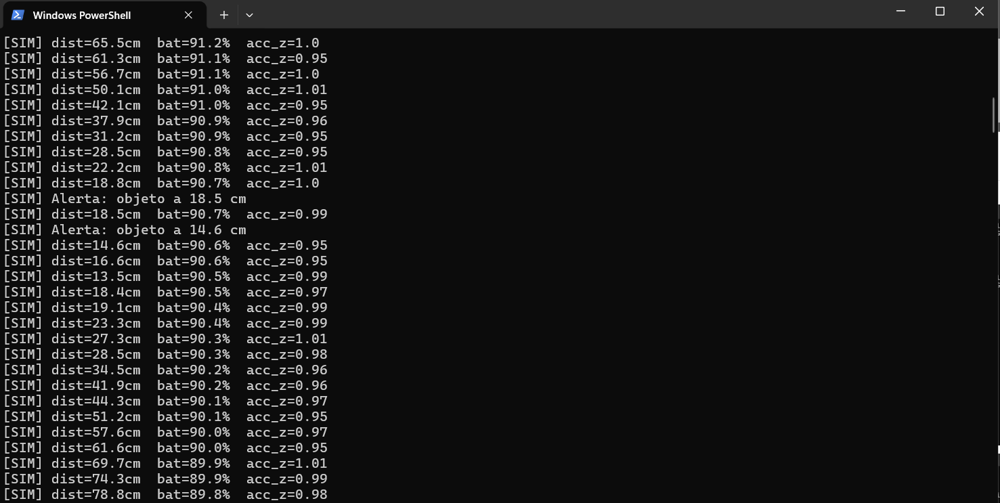 Windows PowerShell
[SIM] dist=65.5cm  bat=91.2%  acc_z=1.0
[SIM] dist=61.3cm  bat=91.1%  acc_z=0.95
[SIM] dist=56.7cm  bat=91.1%  acc_z=1.0
[SIM] dist=50.1cm  bat=91.0%  acc_z=1.01
[SIM] dist=42.1cm  bat=91.0%  acc_z=0.95
[SIM] dist=37.9cm  bat=90.9%  acc_z=0.96
[SIM] dist=31.2cm  bat=90.9%  acc_z=0.95
[SIM] dist=28.5cm  bat=90.8%  acc_z=0.95
[SIM] dist=22.2cm  bat=90.8%  acc_z=1.01
[SIM] dist=18.8cm  bat=90.7%  acc_z=1.0
[SIM] Alerta: objeto a 18.5 cm
[SIM] dist=18.5cm  bat=90.7%  acc_z=0.99
[SIM] Alerta: objeto a 14.6 cm
[SIM] dist=14.6cm  bat=90.6%  acc_z=0.95
[SIM] dist=16.6cm  bat=90.6%  acc_z=0.95
[SIM] dist=13.5cm  bat=90.5%  acc_z=0.99
[SIM] dist=18.4cm  bat=90.5%  acc_z=0.97
[SIM] dist=19.1cm  bat=90.4%  acc_z=0.99
[SIM] dist=23.3cm  bat=90.4%  acc_z=0.99
[SIM] dist=27.3cm  bat=90.3%  acc_z=1.01
[SIM] dist=28.5cm  bat=90.3%  acc_z=0.98
[SIM] dist=34.5cm  bat=90.2%  acc_z=0.96
[SIM] dist=41.9cm  bat=90.2%  acc_z=0.96
[SIM] dist=44.3cm  bat=90.1%  acc_z=0.97
[SIM] dist=51.2cm  bat=90.1%  acc_z=0.95
[SIM] dist=57.6cm  bat=90.0%  acc_z=0.97
[SIM] dist=61.6cm  bat=90.0%  acc_z=0.95
[SIM] dist=69.7cm  bat=89.9%  acc_z=1.01
[SIM] dist=74.3cm  bat=89.9%  acc_z=0.99
[SIM] dist=78.8cm  bat=89.8%  acc_z=0.98